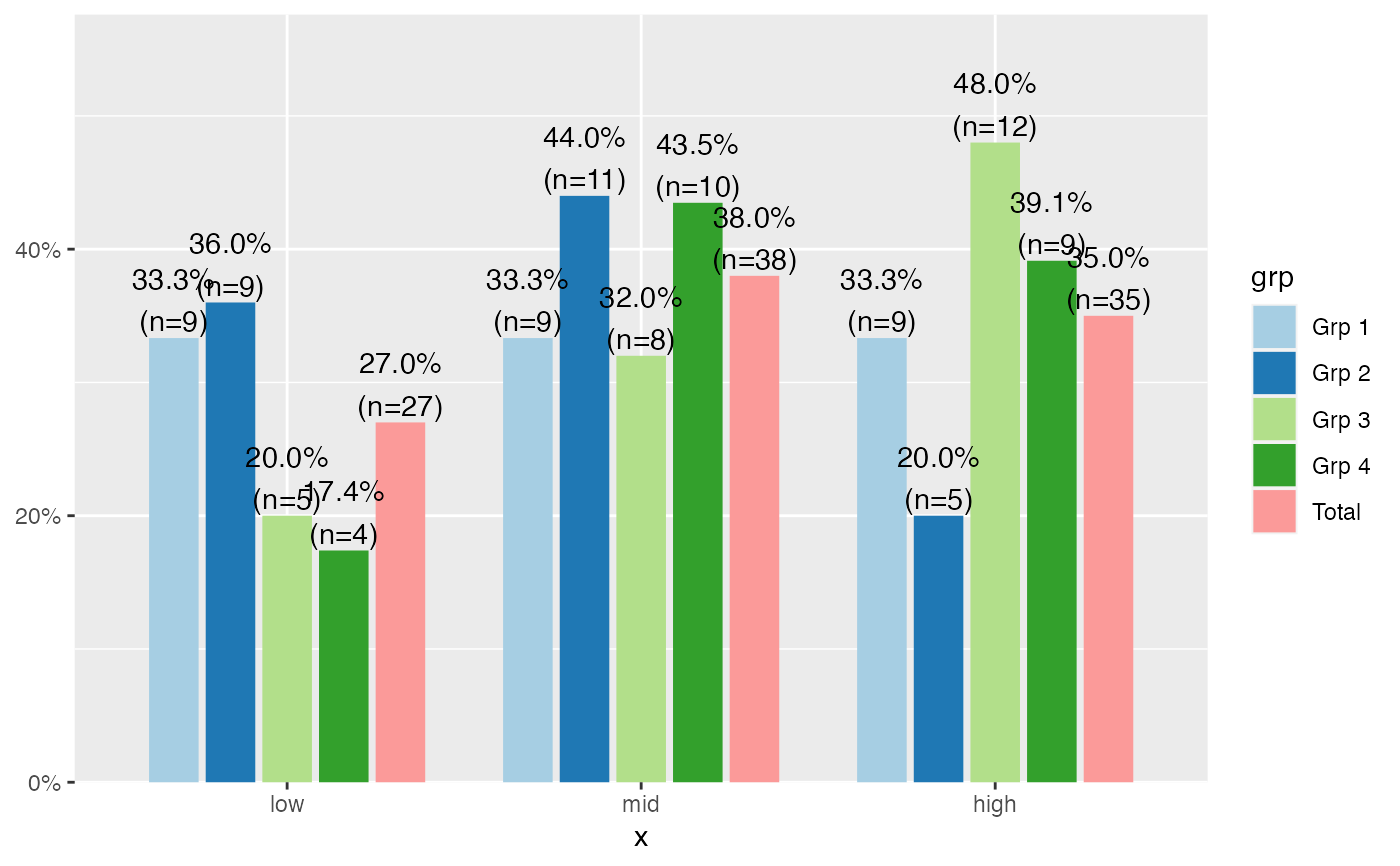 48.0%
(n=12)
44.0%
(n=11)
43.5%
(n=10)
38.0%
(n=38)
39.1%
(n=9)
35.0%
(n=35)
36.0%
(n=9)
33.3%
(n=9)
33.3%
(n=9)
32.0%
(n=8)
33.3%
(n=9)
27.0%
(n=27)
20.0%
(n=5)
17.4%
(n=4)
20.0%
(n=5)
40%
20%
0%
low
mid
high
x
grp
Grp 1
Grp 2
Grp 3
Grp 4
Total